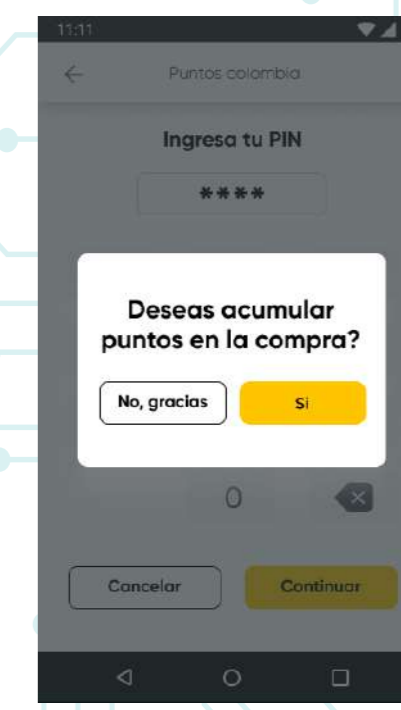 11:11
Puntos colombia
Ingresa tu PIN
****
Deseas acumular
puntos en la compra?
No, gracias
Si
0
Cancelar
Continuar